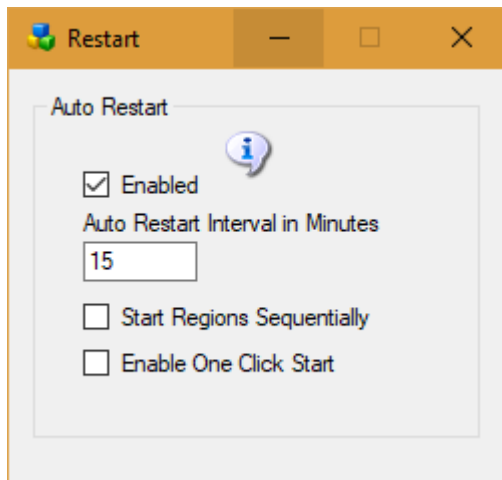 Restart
Auto Restart
Enabled
Auto Restart Interval in Minutes
15
Start Regions Sequentially
Enable One Click Start